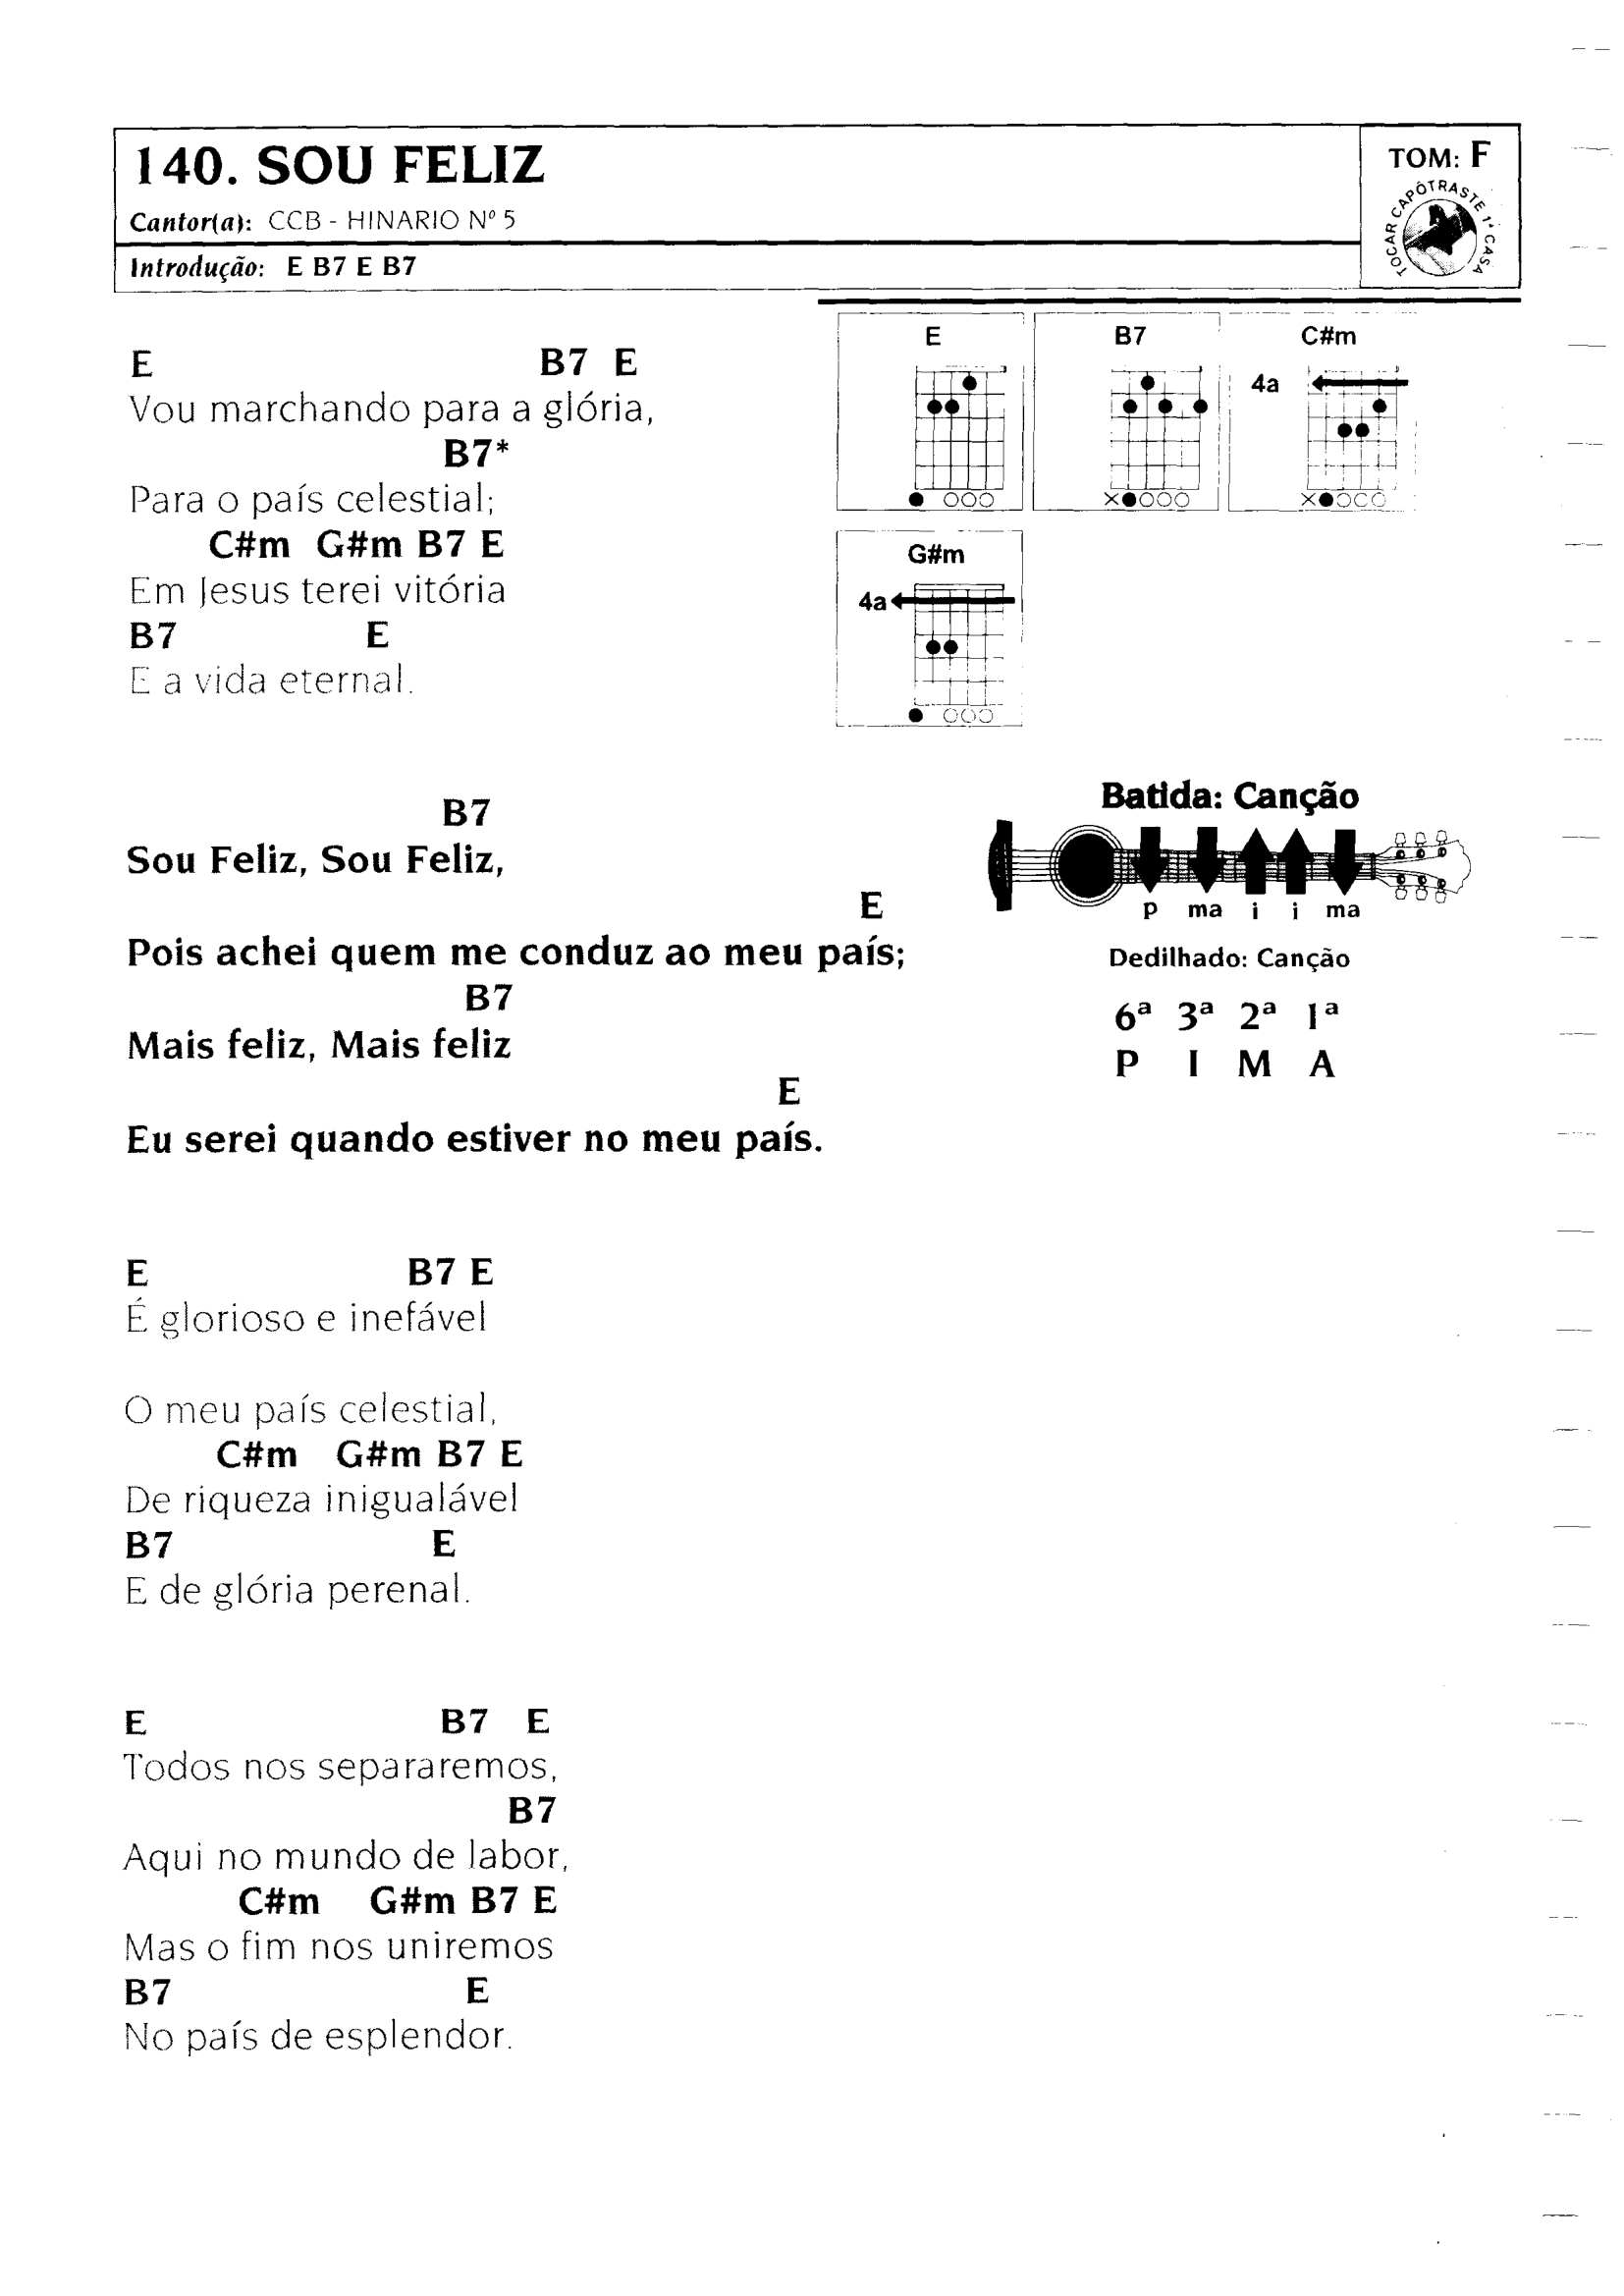 140. SOU FELIZ
Cantor(a): CCB - HINARIO Nº 5
Introdução: E B7 E B7
TOM: F
TOCAR CAPÔTRASTE 1ª CASA
E B7 E
Vou marchando para a glória,
B7*
Para o país celestial;
C#m G#m B7 E
Em Jesus terei vitória
B7 E
E a vida eternal.
E B7 C#m
4a
G#m
4a
B7
Sou Feliz, Sou Feliz,
E
Pois achei quem me conduz ao meu país;
B7
Mais feliz, Mais feliz
E
Eu serei quando estiver no meu país.
Batida: Canção
p ma i i ma
Dedilhado: Canção
6ª 3ª 2ª 1ª
P I M A
E B7 E
É glorioso e inefável
O meu país celestial,
C#m G#m B7 E
De riqueza inigualável
B7 E
E de glória perenal.
E B7 E
Todos nos separaremos,
B7
Aqui no mundo de labor,
C#m G#m B7 E
Mas o fim nos uniremos
B7 E
No país de esplendor.